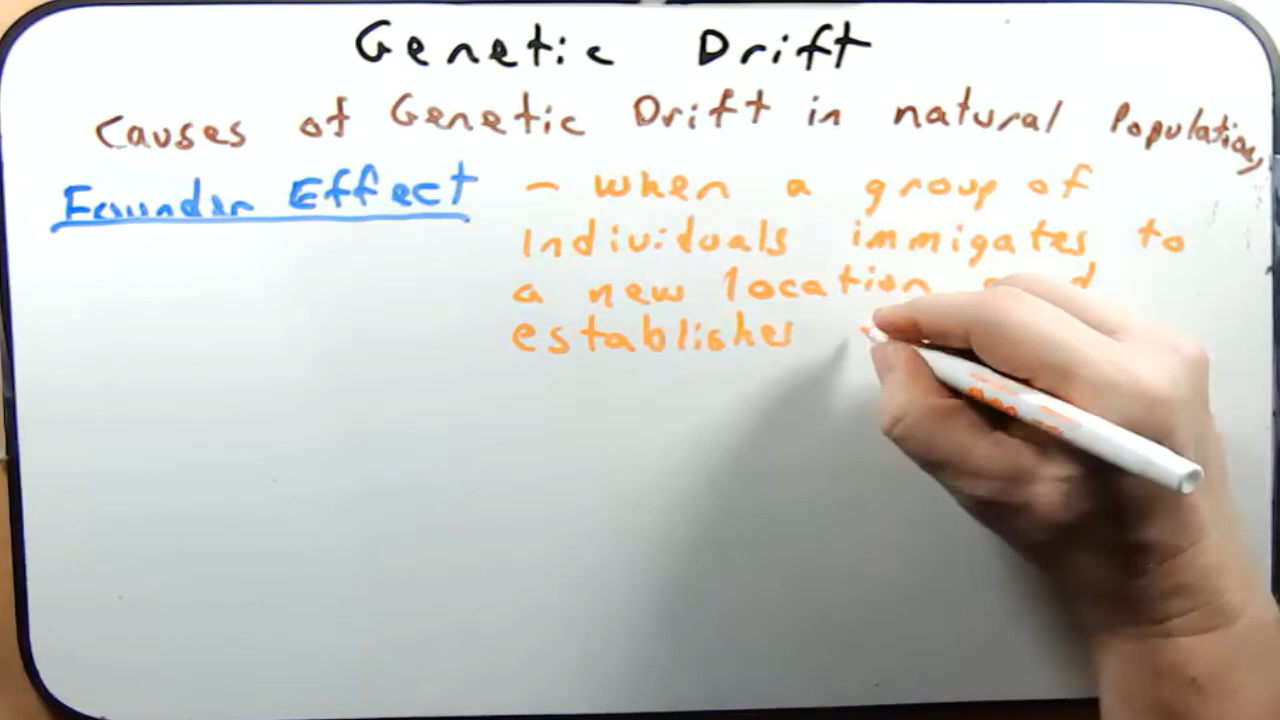 Genetic Drift
Causes of Genetic Drift in natural Populations
Founder Effect - when a group of
Individuals immigates to
a new location
establishes